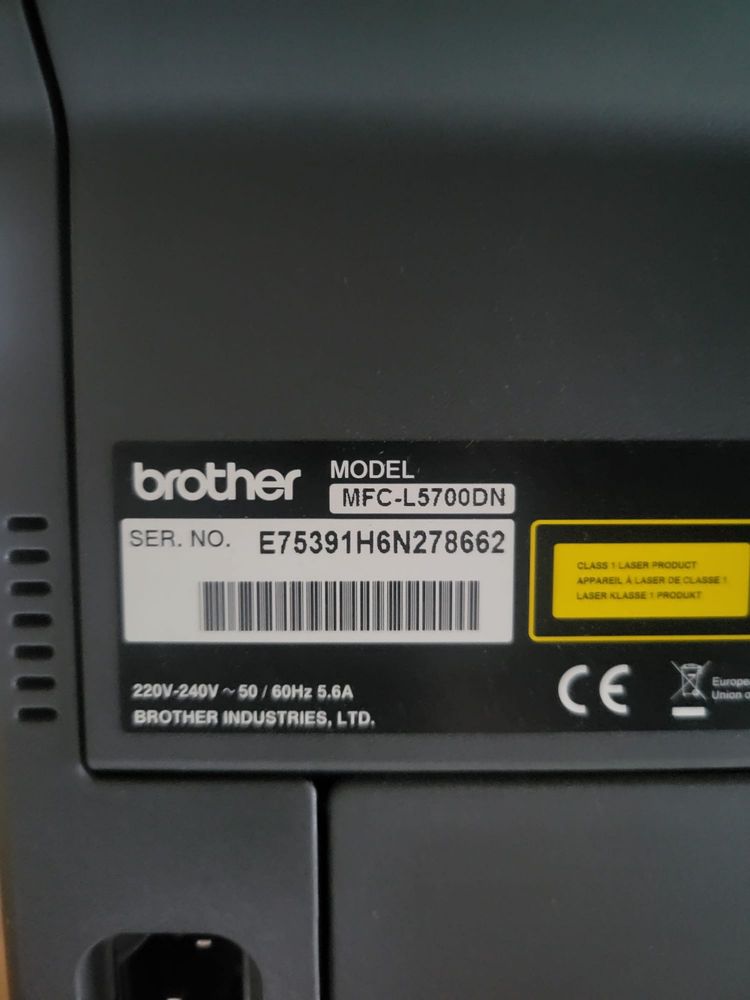 brother
MODEL
MFC-L5700DN
SER. NO. E75391H6N278662
CLASS 1 LASER PRODUCT
APPAREIL À LASER DE CLASSE 1
LASER KLASSE 1 PRODUKT
220V-240V ~ 50 / 60Hz 5.6A
BROTHER INDUSTRIES, LTD.
CE
Union